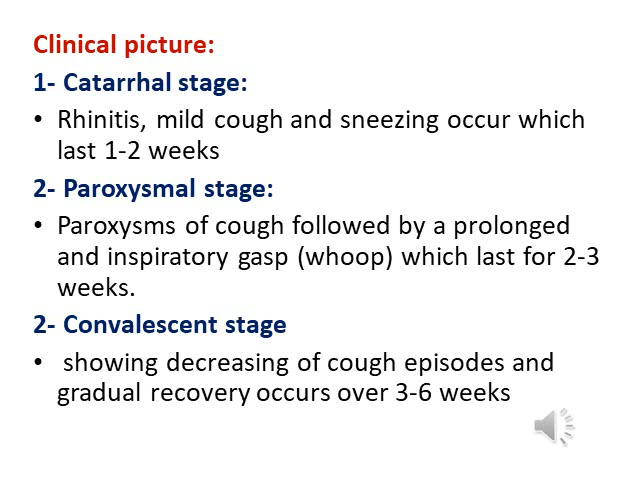 Clinical picture:
1- Catarrhal stage:
• Rhinitis, mild cough and sneezing occur which
last 1-2 weeks
2- Paroxysmal stage:
• Paroxysms of cough followed by a prolonged
and inspiratory gasp (whoop) which last for 2-3
weeks.
2- Convalescent stage
• showing decreasing of cough episodes and
gradual recovery occurs over 3-6 weeks